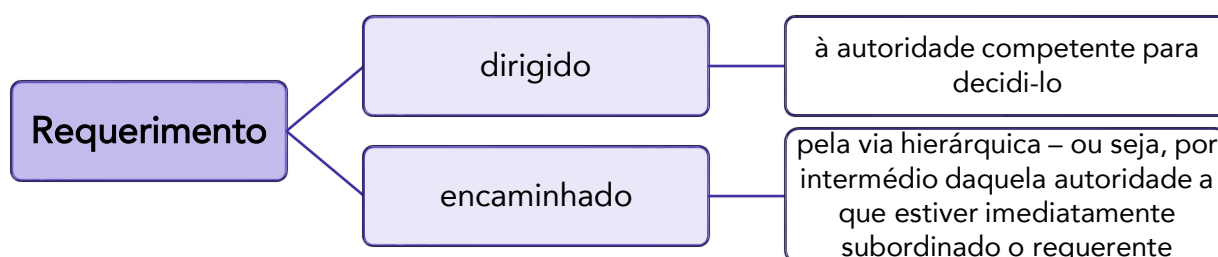 Requerimento
dirigido
à autoridade competente para
decidi-lo
encaminhado
pela via hierárquica – ou seja, por
intermédio daquela autoridade a
que estiver imediatamente
subordinado o requerente